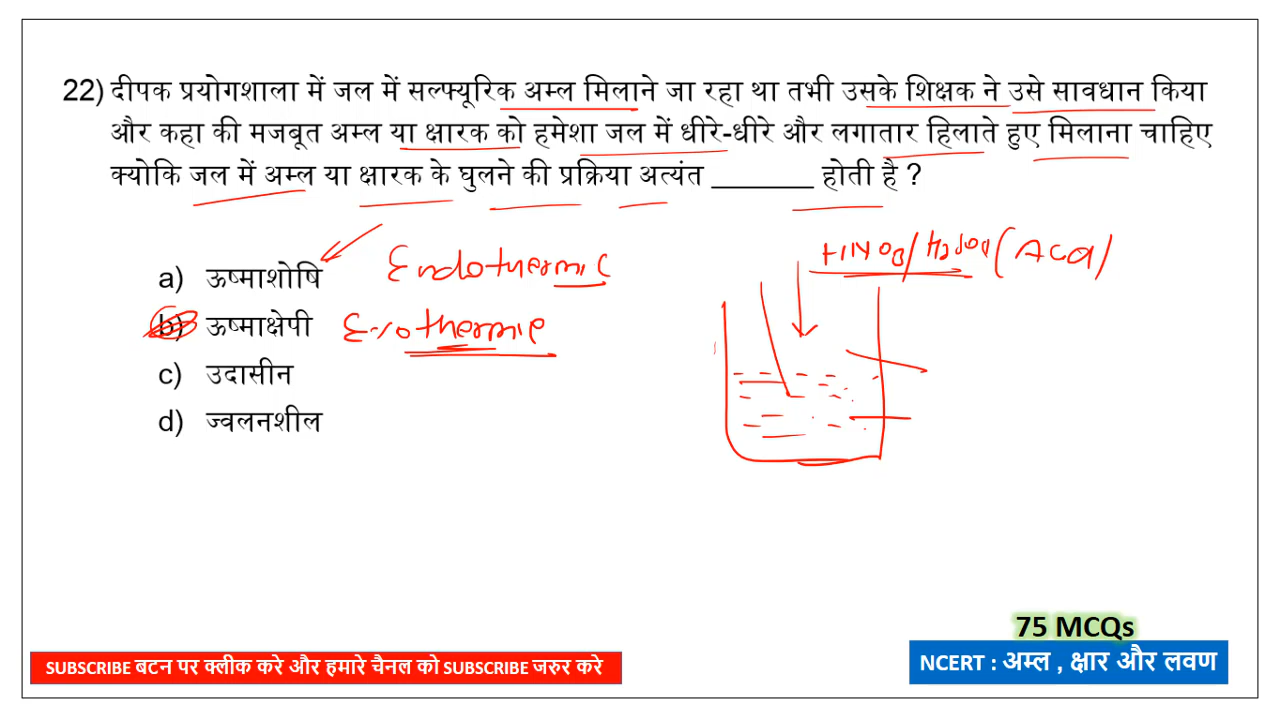 22) दीपक प्रयोगशाला में जल में सल्फ्यूरिक अम्ल मिलाने जा रहा था तभी उसके शिक्षक ने उसे सावधान किया
और कहा की मजबूत अम्ल या क्षारक को हमेशा जल में धीरे-धीरे और लगातार हिलाते हुए मिलाना चाहिए
क्योकि जल में अम्ल या क्षारक के घुलने की प्रक्रिया अत्यंत _______ होती है ?
HNO3/H2SO4(
a) ऊष्माशोषि Endothermic
b) ऊष्माक्षेपी Exothermic
c) उदासीन
d) ज्वलनशील
75 MCQs
SUBSCRIBE बटन पर क्लीक करे और हमारे चैनल को SUBSCRIBE जरुर करे
NCERT : अम्ल , क्षार और लवण